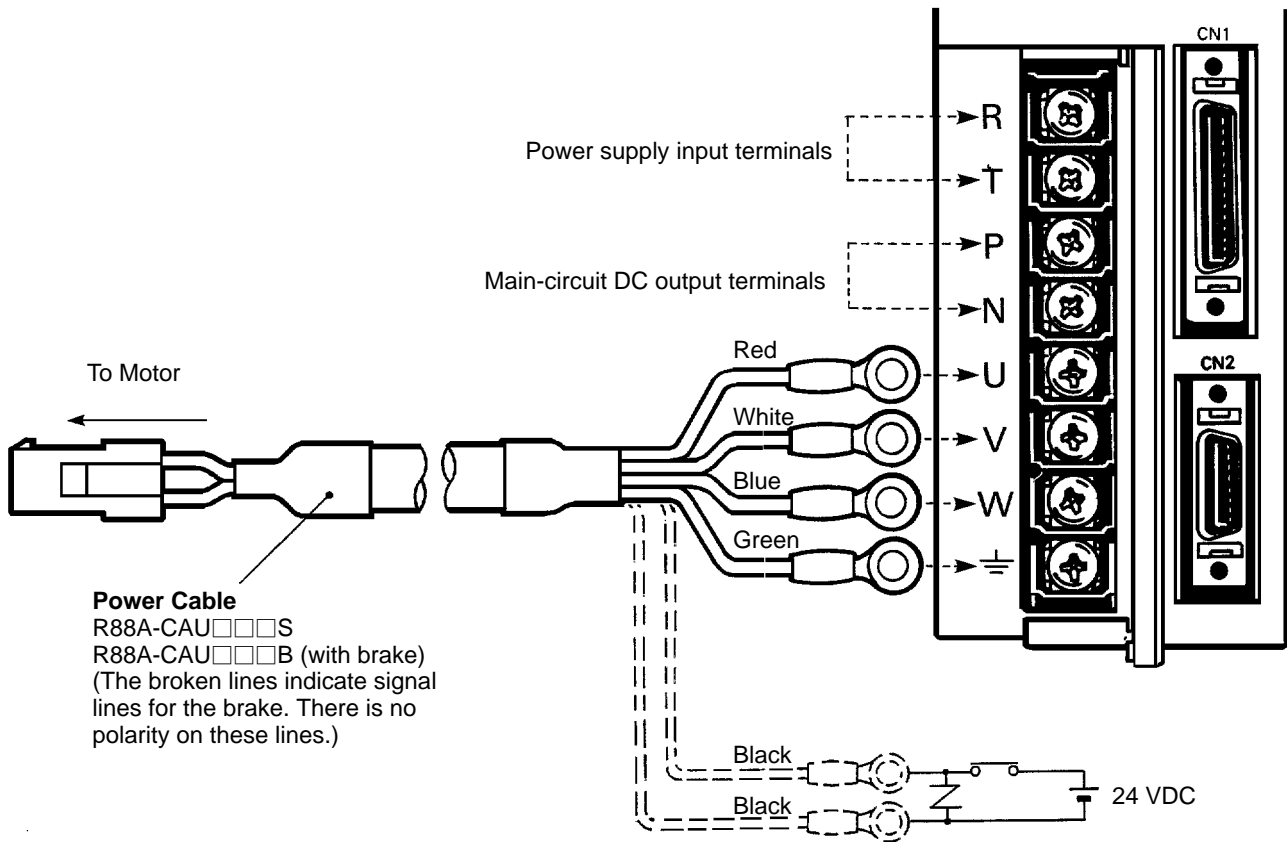 CN1
R
Power supply input terminals
T
P
Main-circuit DC output terminals
N
Red
U
CN2
To Motor
White
V
Blue
W
Green
Power Cable
R88A-CAU□□□S
R88A-CAU□□□B (with brake)
(The broken lines indicate signal
lines for the brake. There is no
polarity on these lines.)
Black
24 VDC
Black